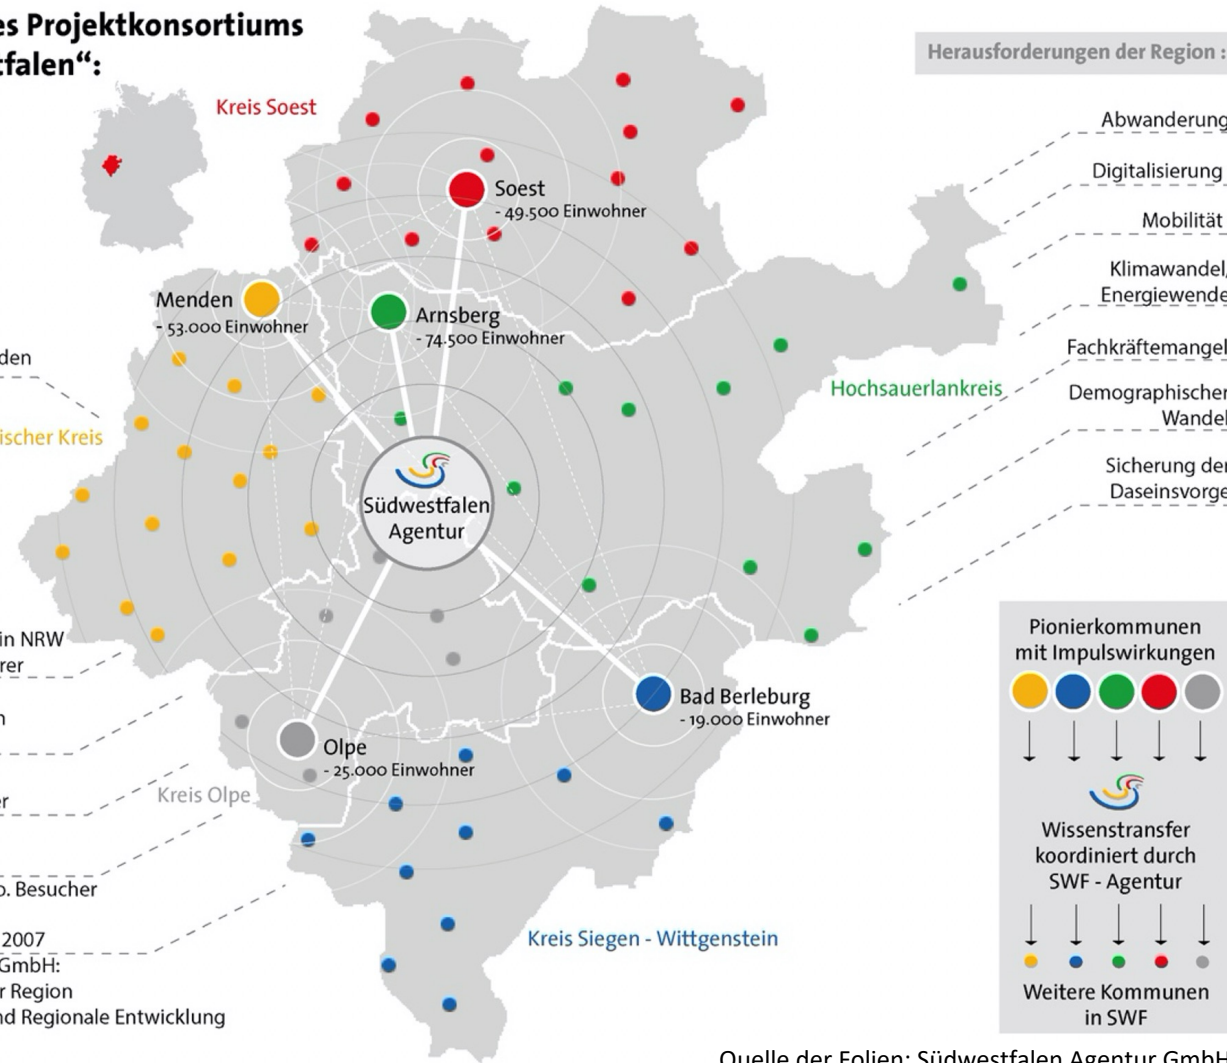 es Projektkonsortiums
tfalen“:
Herausforderungen der Region :
Kreis Soest
Abwanderung
Digitalisierung
Mobilität
Klimawandel,
Energiewende
Fachkräftemangel
Demographischer
Wandel
Sicherung der
Daseinsvorge
Soest
- 49.500 Einwohner
Menden
- 53.000 Einwohner
Arnsberg
- 74.500 Einwohner
Hochsauerlankreis
den
ischer Kreis
Südwestfalen
Agentur
in NRW
rer
n
er
Bad Berleburg
- 19.000 Einwohner
Olpe
- 25.000 Einwohner
Kreis Olpe
o. Besucher
2007
GmbH:
r Region
nd Regionale Entwicklung
Kreis Siegen - Wittgenstein
Pionierkommunen
mit Impulswirkungen
Wissenstransfer
koordiniert durch
SWF - Agentur
Weitere Kommunen
in SWF
Quelle der Folien: Südwestfalen Agentur GmbH